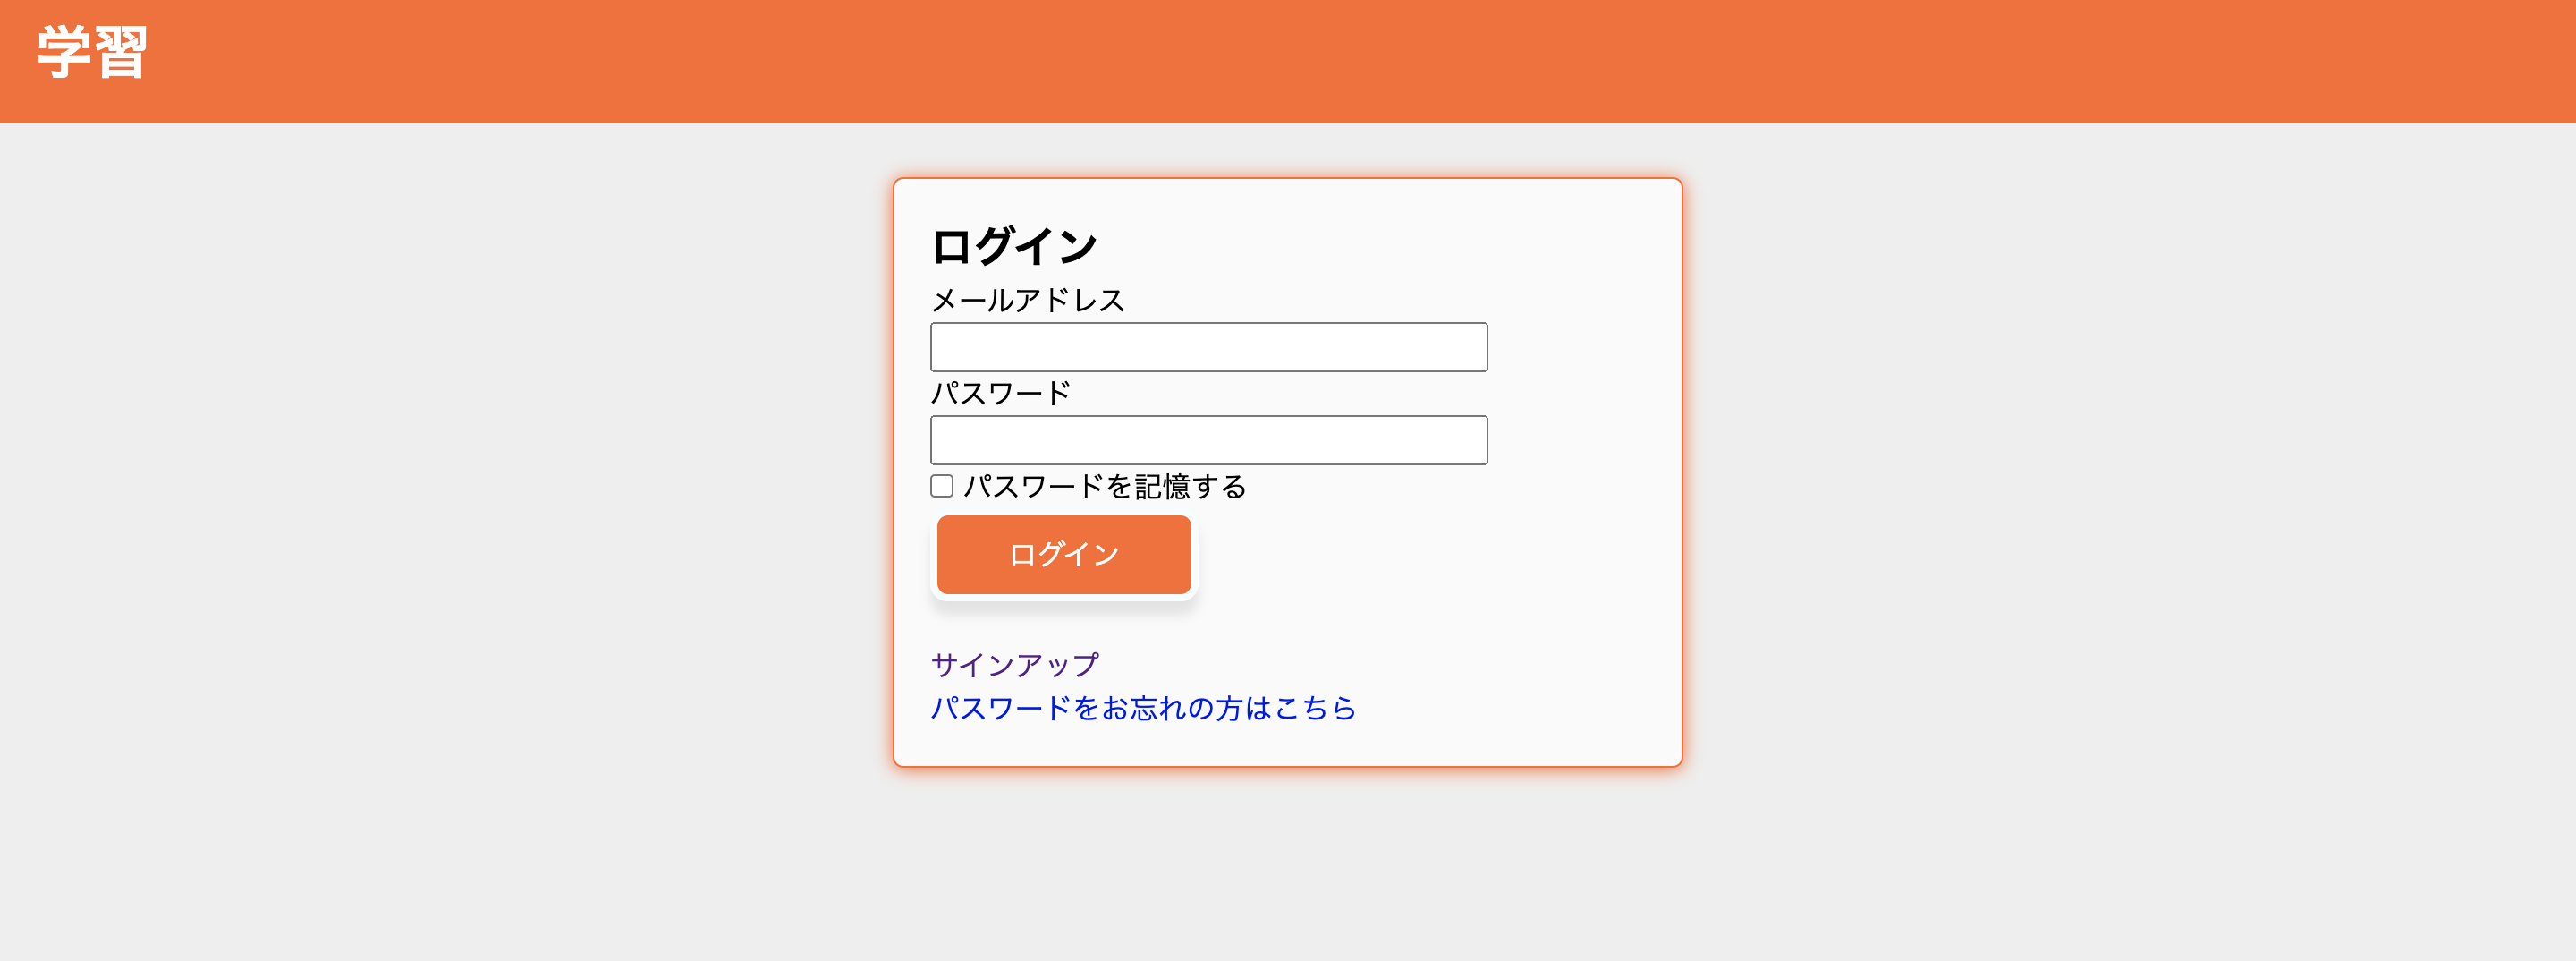 学習
ログイン
メールアドレス
パスワード
パスワードを記憶する
ログイン
サインアップ
パスワードをお忘れの方はこちら